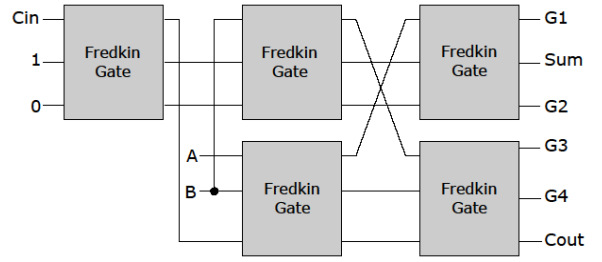 Cin
1
0
Fredkin
Gate
Fredkin
Gate
Fredkin
Gate
G1
Sum
G2
A
B
Fredkin
Gate
Fredkin
Gate
G3
G4
Cout